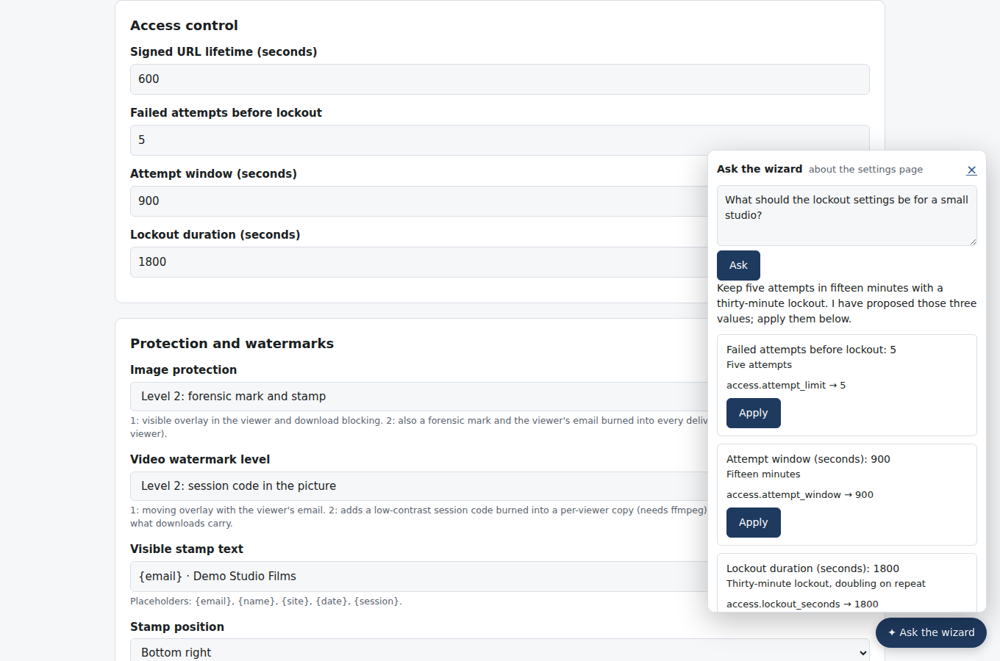 Access control
Signed URL lifetime (seconds)
600
Failed attempts before lockout
5
Attempt window (seconds)
900
Lockout duration (seconds)
1800
Protection and watermarks
Image protection
Level 2: forensic mark and stamp
1: visible overlay in the viewer and download blocking. 2: also a forensic mark and the viewer's email burned into every
viewer).
Video watermark level
Level 2: session code in the picture
1: moving overlay with the viewer's email. 2: adds a low-contrast session code burned into a per-viewer copy (needs ffmpeg)
what downloads carry.
Visible stamp text
{email} · Demo Studio Films
Placeholders: {email}, {name}, {site}, {date}, {session}.
Stamp position
Bottom right
Ask the wizard about the settings page ×
What should the lockout settings be for a small
studio?
Ask
Keep five attempts in fifteen minutes with a
thirty-minute lockout. I have proposed those three
values; apply them below.
Failed attempts before lockout: 5
Five attempts
access.attempt_limit → 5
Apply
Attempt window (seconds): 900
Fifteen minutes
access.attempt_window → 900
Apply
Lockout duration (seconds): 1800
Thirty-minute lockout, doubling on repeat
access.lockout_seconds → 1800
✦ Ask the wizard